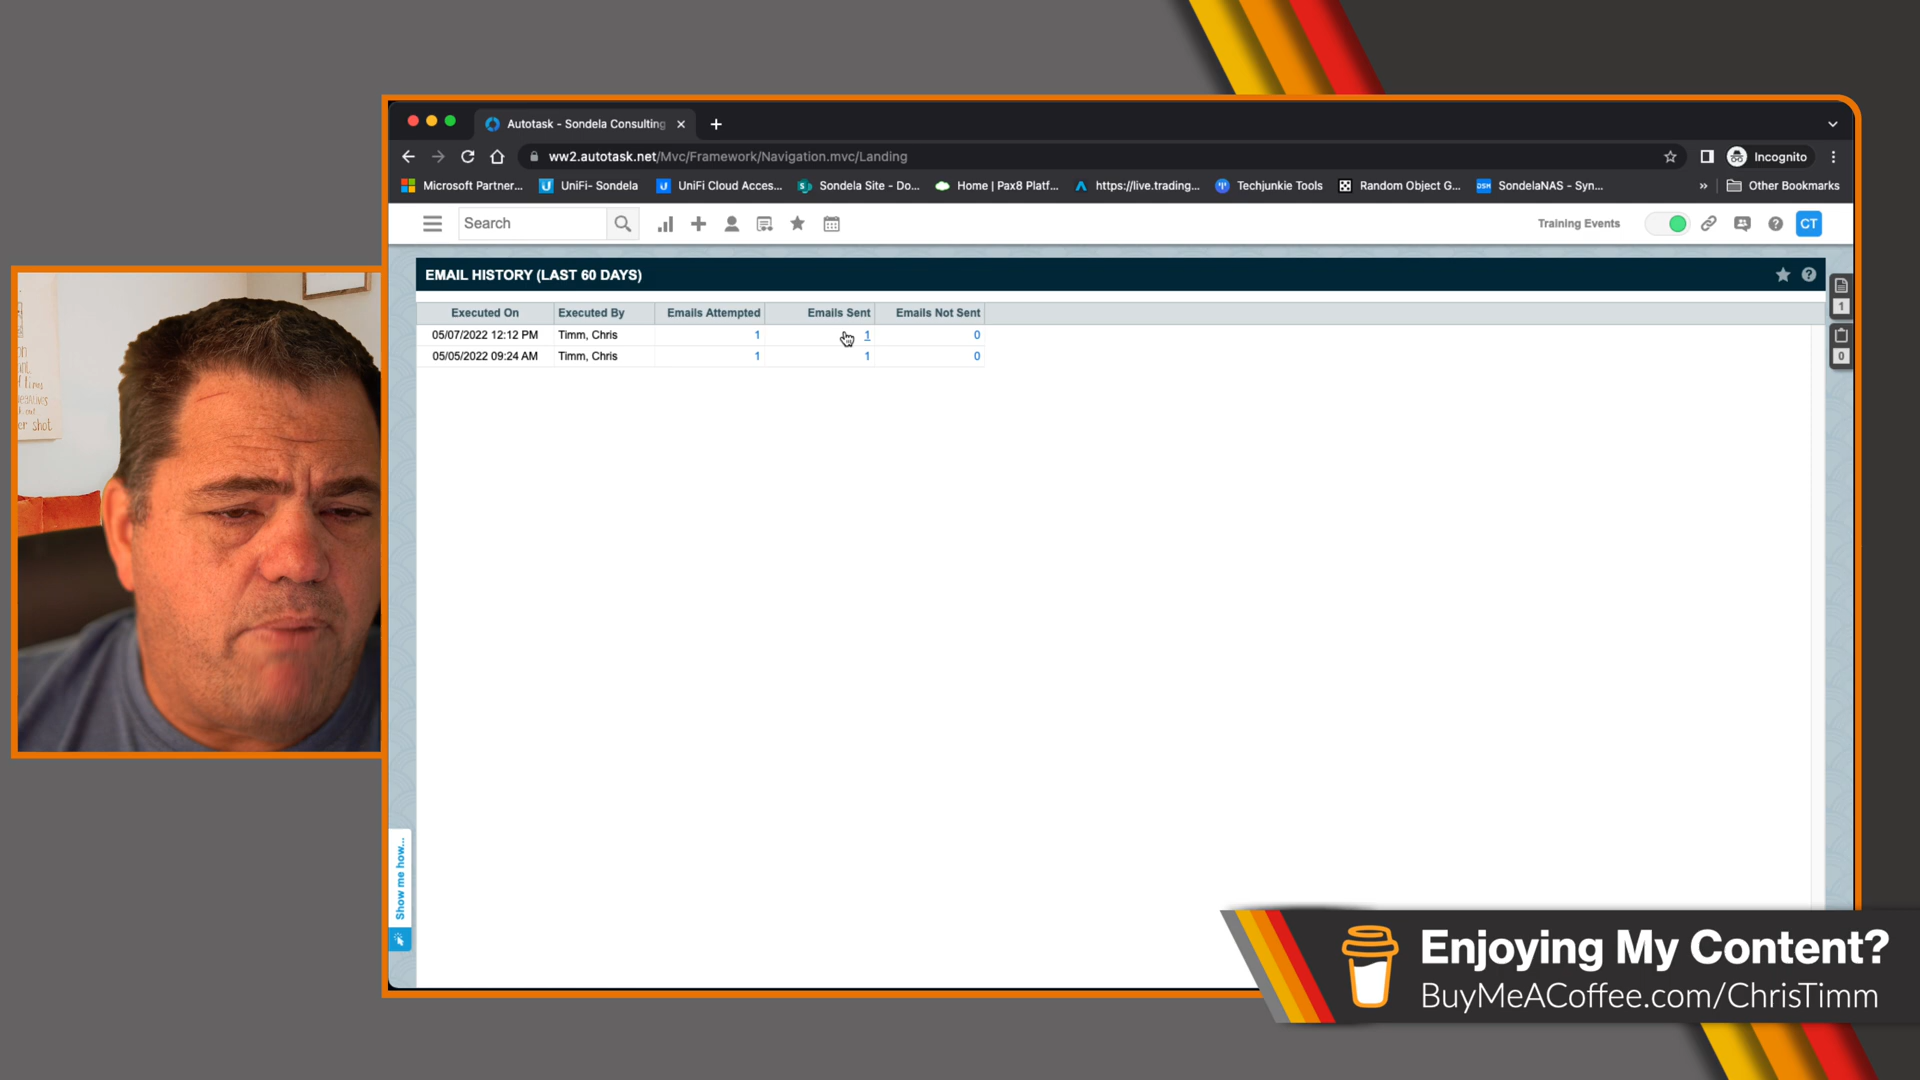 Autotask - Sondela Consulting
ww2.autotask.net/Mvc/Framework/Navigation.mvc/Landing
Incognito
Microsoft Partner...
UniFi- Sondela
UniFi Cloud Acces...
Sondela Site - Do...
Home | Pax8 Platf...
https://live.trading...
Techjunkie Tools
Random Object G...
DSM
SondelaNAS - Syn...
»
Other Bookmarks
Search
Training Events
CT
EMAIL HISTORY (LAST 60 DAYS)
Executed On Executed By Emails Attempted Emails Sent Emails Not Sent
05/07/2022 12:12 PM Timm, Chris 1 1 0
05/05/2022 09:24 AM Timm, Chris 1 1 0
1
0
f lines
er shot
Show me how...
Enjoying My Content?
BuyMeACoffee.com/ChrisTimm